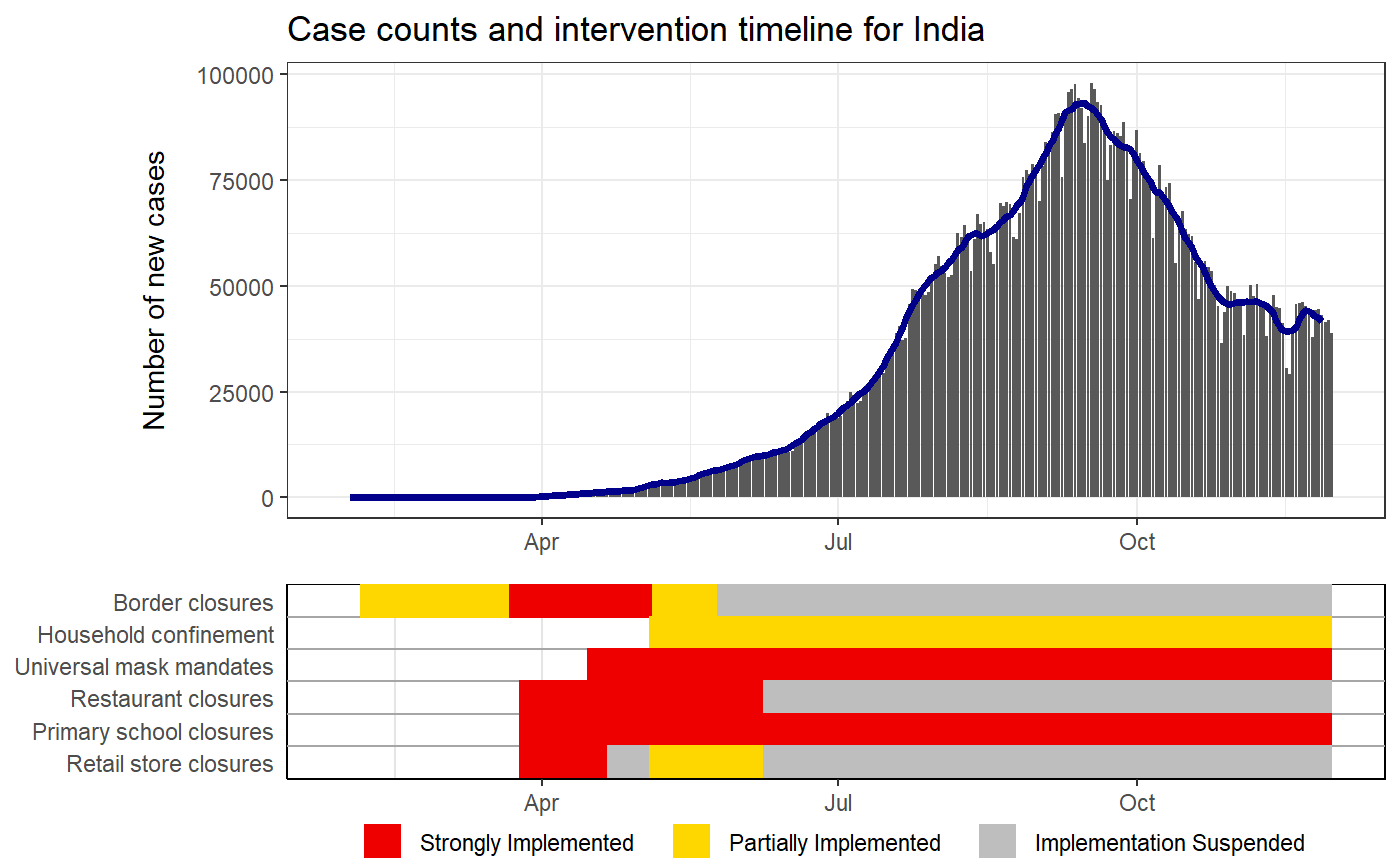 Case counts and intervention timeline for India
Number of new cases
100000
75000
50000
25000
0
Apr Jul Oct
Border closures
Household confinement
Universal mask mandates
Restaurant closures
Primary school closures
Retail store closures
Apr Jul Oct
Strongly Implemented Partially Implemented Implementation Suspended